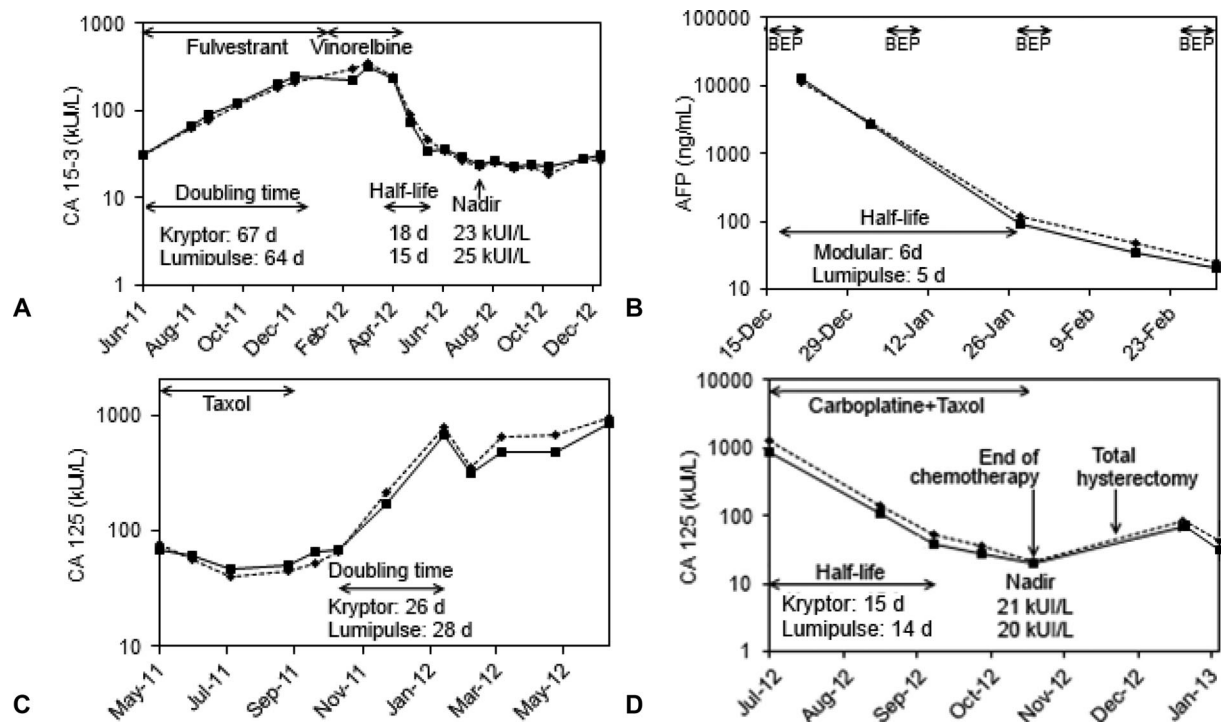 A
CA 15-3 (kUI/L)
1000
100
10
1
Fulvestrant Vinorelbine
Doubling time Half-life Nadir
Kryptor: 67 d 18 d 23 kUI/L
Lumipulse: 64 d 15 d 25 kUI/L
Jun-11 Aug-11 Oct-11 Dec-11 Feb-12 Apr-12 Jun-12 Aug-12 Oct-12 Dec-12
B
AFP (ng/mL)
100000
10000
1000
100
10
BEP BEP BEP BEP
Half-life
Modular: 6d
Lumipulse: 5 d
15-Dec 29-Dec 12-Jan 26-Jan 9-Feb 23-Feb
C
CA 125 (kUI/L)
1000
100
10
Taxol
Doubling time
Kryptor: 26 d
Lumipulse: 28 d
May-11 Jul-11 Sep-11 Nov-11 Jan-12 Mar-12 May-12
D
CA 125 (kUI/L)
10000
1000
100
10
1
Carboplatine+Taxol
End of
chemotherapy
Total
hysterectomy
Half-life Nadir
Kryptor: 15 d 21 kUI/L
Lumipulse: 14 d 20 kUI/L
Jul-12 Aug-12 Sep-12 Oct-12 Nov-12 Dec-12 Jan-13